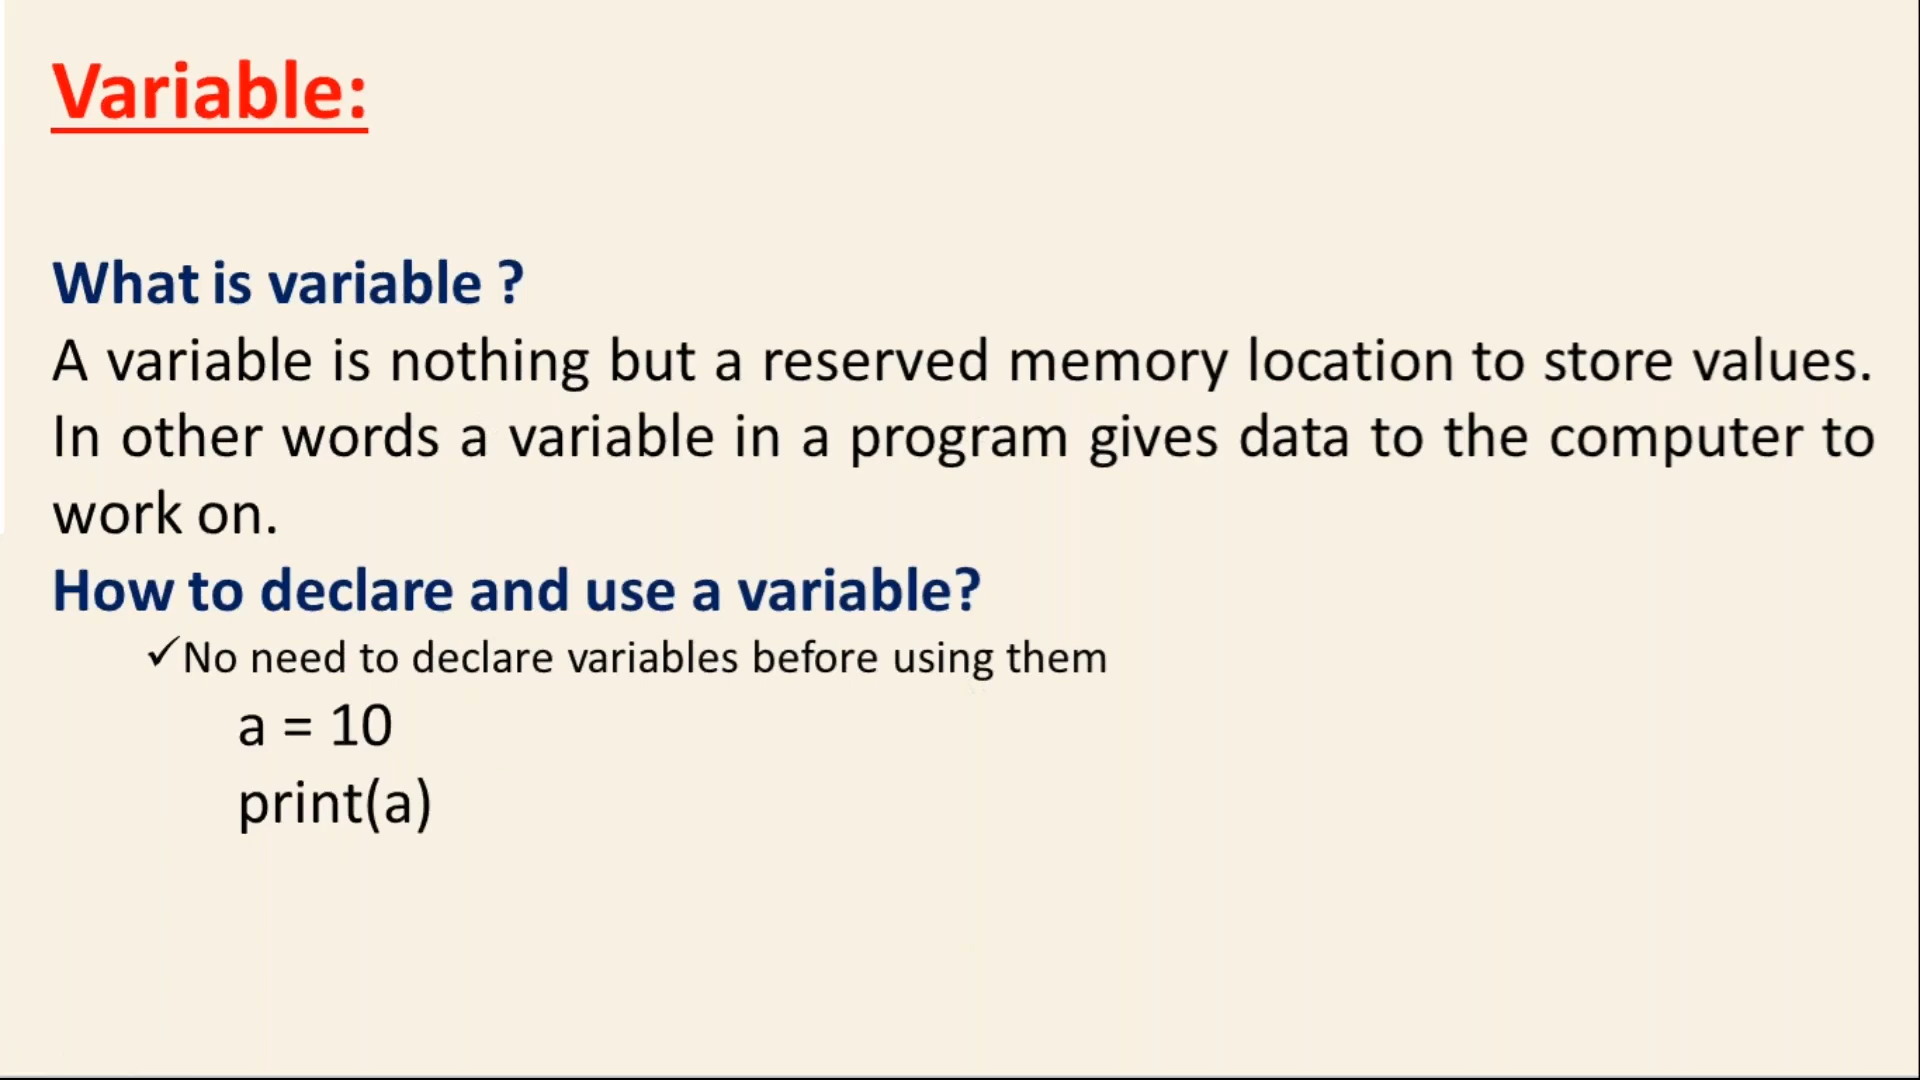 Variable:
What is variable ?
A variable is nothing but a reserved memory location to store values.
In other words a variable in a program gives data to the computer to
work on.
How to declare and use a variable?
✓No need to declare variables before using them
a = 10
print(a)